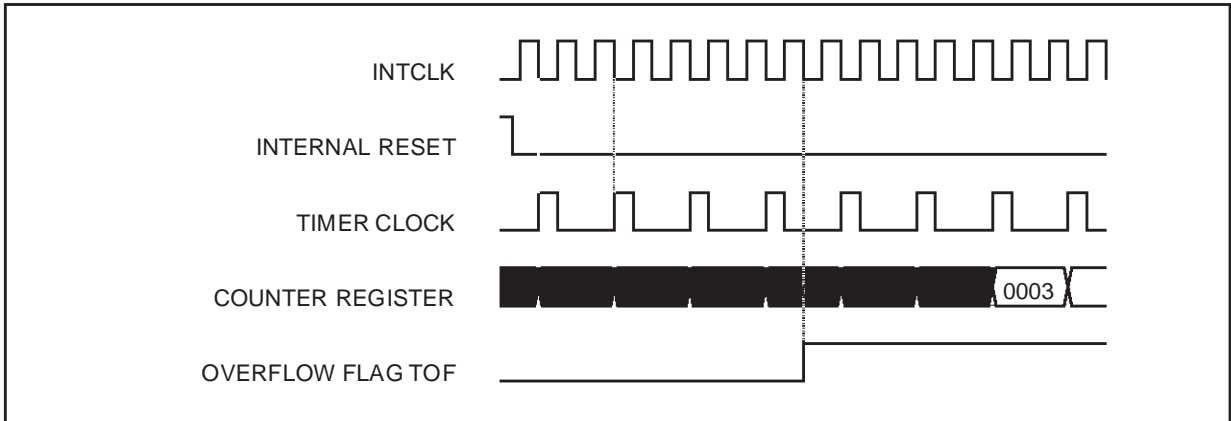 INTCLK
INTERNAL RESET
TIMER CLOCK
COUNTER REGISTER
0003
OVERFLOW FLAG TOF